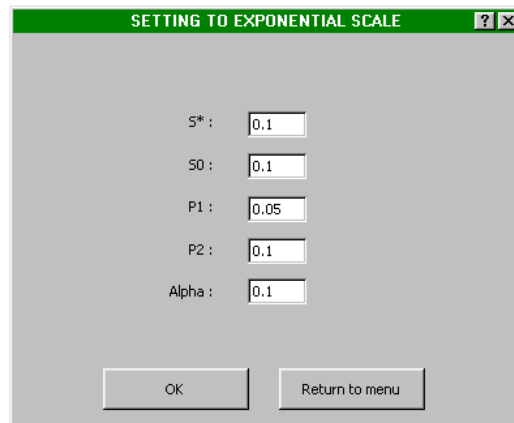 SETTING TO EXPONENTIAL SCALE ? X
S* : 0.1
S0 : 0.1
P1 : 0.05
P2 : 0.1
Alpha : 0.1
OK Return to menu